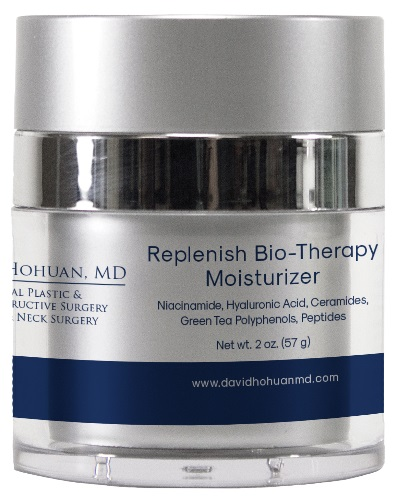 HOHUAN, MD
AL PLASTIC &
RUCTIVE SURGERY
NECK SURGERY
Replenish Bio-Therapy
Moisturizer
Niacinamide, Hyaluronic Acid, Ceramides,
Green Tea Polyphenols, Peptides
Net wt. 2 oz. (57 g)
www.davidhohuanmd.com